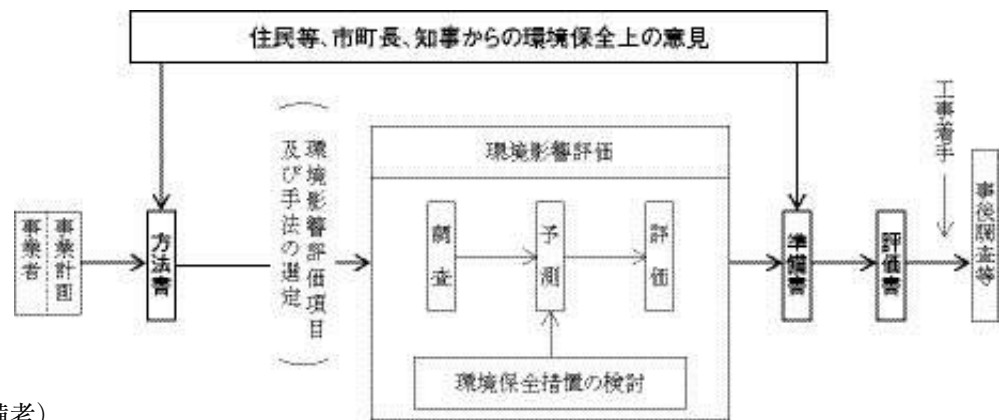 住民等、市町長、知事からの環境保全上の意見
工事着手
環境影響評価項目
及び手法の選定
環境影響評価
事業計画
事業者
方法書
調査
予測
評価
準備書
評価書
事後調査等
環境保全措置の検討
備考)